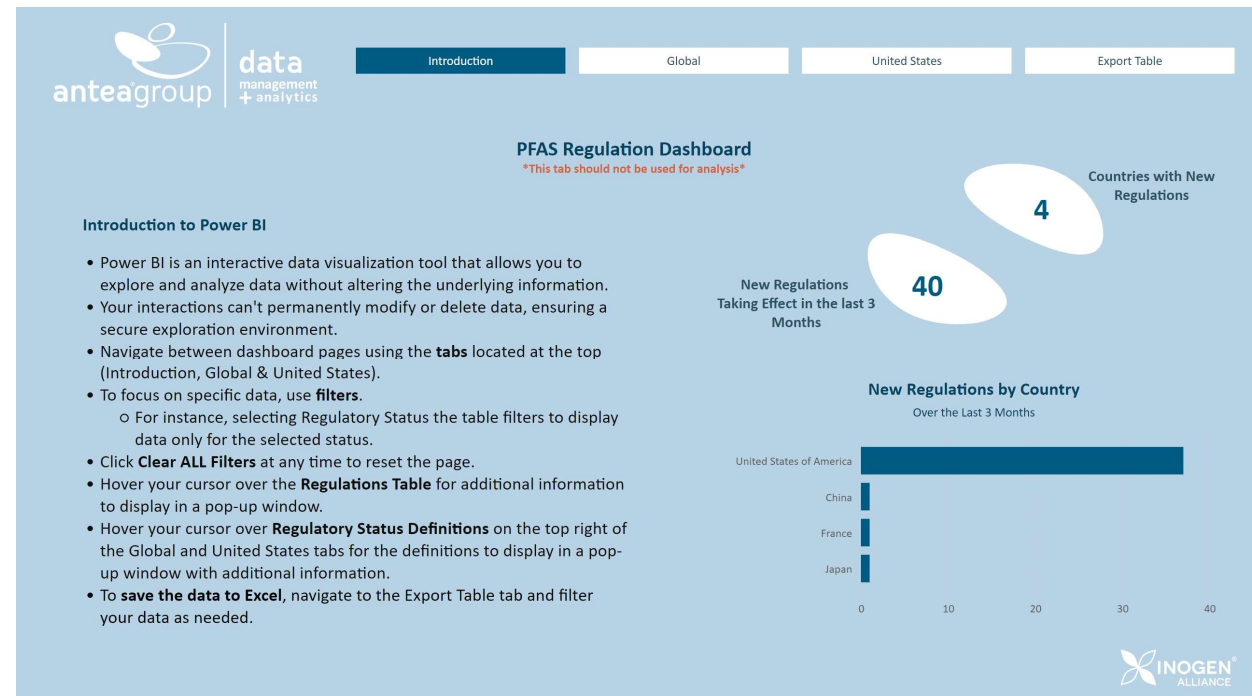 anteagroup
data
management
+ analytics
Introduction
Global
United States
Export Table
PFAS Regulation Dashboard
*This tab should not be used for analysis*
Countries with New
Regulations
4
New Regulations
Taking Effect in the last 3
Months
40
Introduction to Power BI
• Power BI is an interactive data visualization tool that allows you to
explore and analyze data without altering the underlying information.
• Your interactions can't permanently modify or delete data, ensuring a
secure exploration environment.
• Navigate between dashboard pages using the tabs located at the top
(Introduction, Global & United States).
• To focus on specific data, use filters.
o For instance, selecting Regulatory Status the table filters to display
data only for the selected status.
• Click Clear ALL Filters at any time to reset the page.
• Hover your cursor over the Regulations Table for additional information
to display in a pop-up window.
• Hover your cursor over Regulatory Status Definitions on the top right of
the Global and United States tabs for the definitions to display in a pop-
up window with additional information.
• To save the data to Excel, navigate to the Export Table tab and filter
your data as needed.
New Regulations by Country
Over the Last 3 Months
United States of America
China
France
Japan
0 10 20 30 40
INOGEN®
ALLIANCE